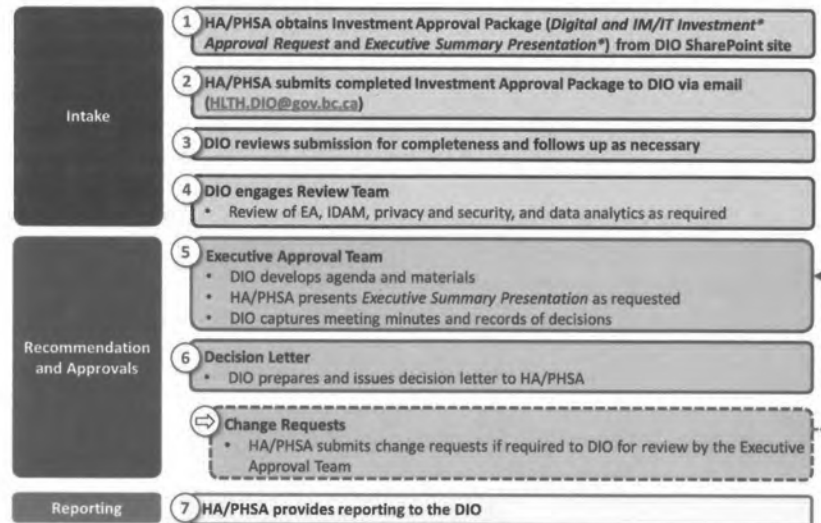 Intake
1 HA/PHSA obtains Investment Approval Package (Digital and IM/IT Investment*
Approval Request and Executive Summary Presentation*) from DIO SharePoint site
2 HA/PHSA submits completed Investment Approval Package to DIO via email
(HLTH.DIO@gov.bc.ca)
3 DIO reviews submission for completeness and follows up as necessary
4 DIO engages Review Team
• Review of EA, IDAM, privacy and security, and data analytics as required
Recommendation
and Approvals
5 Executive Approval Team
• DIO develops agenda and materials
• HA/PHSA presents Executive Summary Presentation as requested
• DIO captures meeting minutes and records of decisions
6 Decision Letter
• DIO prepares and issues decision letter to HA/PHSA
Change Requests
• HA/PHSA submits change requests if required to DIO for review by the Executive
Approval Team
Reporting
7 HA/PHSA provides reporting to the DIO